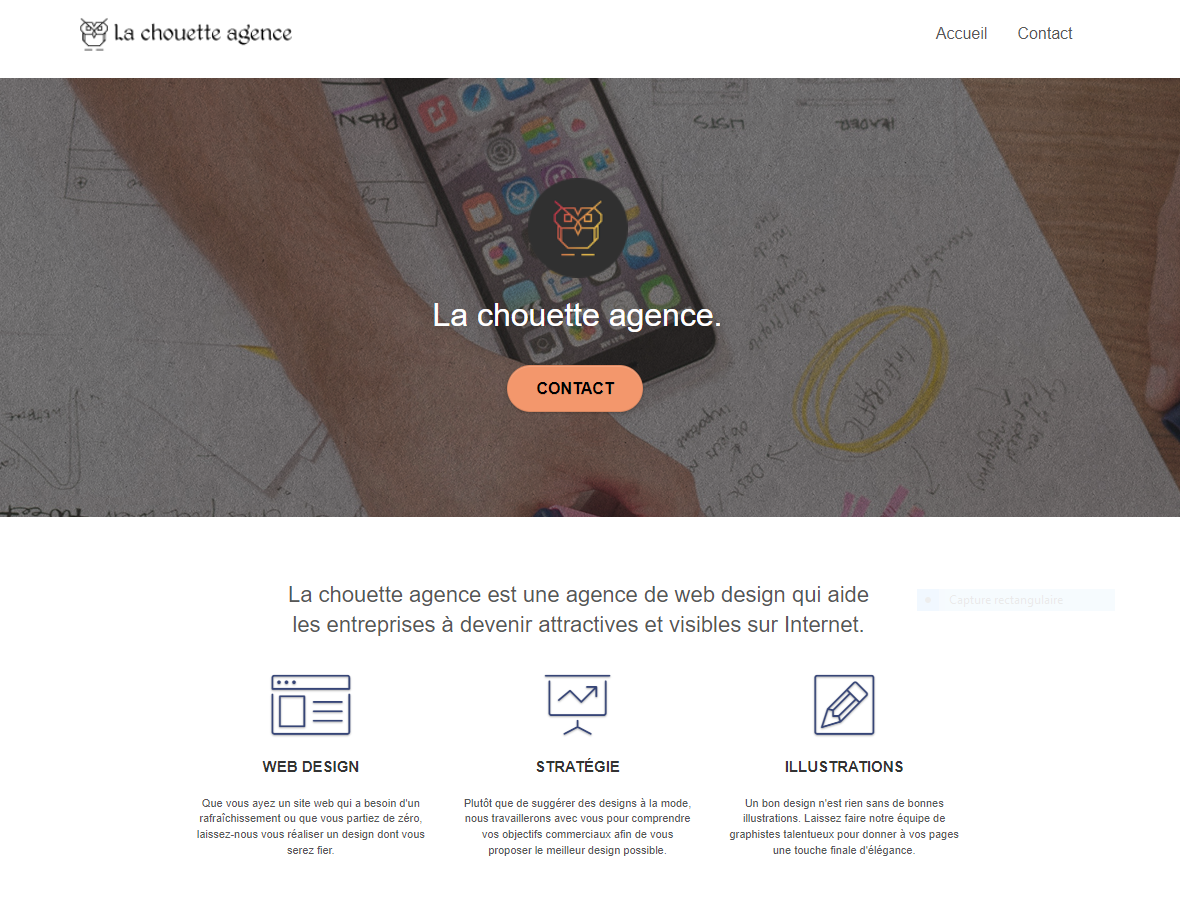 La chouette agence
Accueil
Contact
LISTS
HEADER
La chouette agence.
CONTACT
INFOGRAPHIC
La chouette agence est une agence de web design qui aide
les entreprises à devenir attractives et visibles sur Internet.
Capture rectangulaire
WEB DESIGN
Que vous ayez un site web qui a besoin d'un
rafraîchissement ou que vous partiez de zéro,
laissez-nous vous réaliser un design dont vous
serez fier.
STRATÉGIE
Plutôt que de suggérer des designs à la mode,
nous travaillerons avec vous pour comprendre
vos objectifs commerciaux afin de vous
proposer le meilleur design possible.
ILLUSTRATIONS
Un bon design n'est rien sans de bonnes
illustrations. Laissez faire notre équipe de
graphistes talentueux pour donner à vos pages
une touche finale d'élégance.